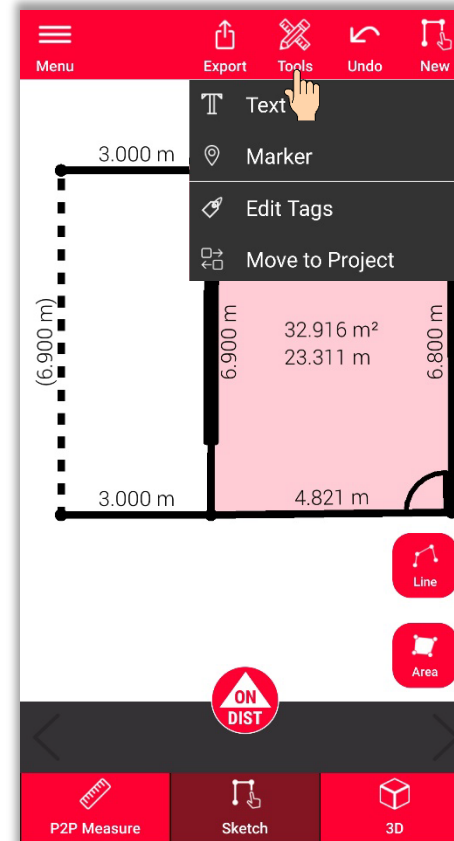 Menu
Export
Tools
Undo
New
Text
Marker
Edit Tags
Move to Project
3.000 m
(6.900 m)
6.900 m
32.916 m²
23.311 m
6.800 m
3.000 m
4.821 m
Line
Area
ON
DIST
P2P Measure
Sketch
3D